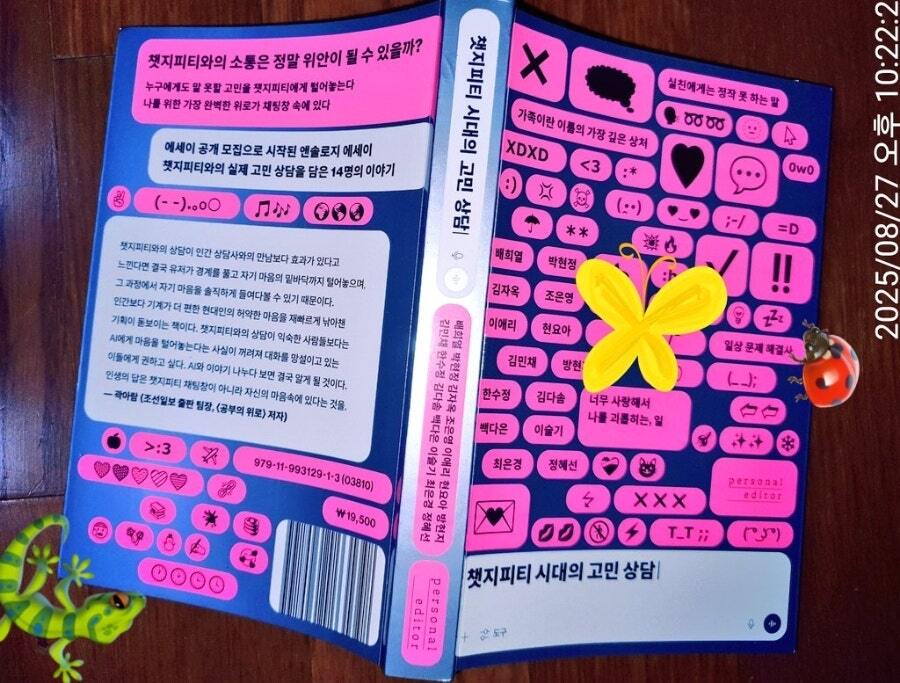 챗지피티와의 소통은 정말 위안이 될 수 있을까?
누구에게도 말 못할 고민을 챗지피티에게 털어놓는다
나를 위한 가장 완벽한 위로가 채팅창 속에 있다
에세이 공개 모집으로 시작된 앤솔로지 에세이
챗지피티와의 실제 고민 상담을 담은 14명의 이야기
(--).｡oO
챗지피티와의 상담이 인간 상담사와의 만남보다 효과가 있다고
느낀다면 결국 유저가 경계를 풀고 자기 마음의 밑바닥까지 털어놓으며,
그 과정에서 자기 마음을 솔직하게 들여다볼 수 있기 때문이다.
인간보다 기계가 더 편한 현대인의 허약한 마음을 재빠르게 낚아챈
기획이 돋보이는 책이다. 챗지피티와의 상담이 익숙한 사람들보다는
AI에게 마음을 털어놓는다는 사실이 꺼려져 대화를 망설이고 있는
이들에게 권하고 싶다. AI와 이야기 나누다 보면 결국 알게 될 것이다.
인생의 답은 챗지피티 채팅창이 아니라 자신의 마음속에 있다는 것을.
— 곽아람 (조선일보 출판 팀장, 《공부의 위로》 저자)
>:3
979-11-993129-1-3 (03810)
₩19,500
챗지피티 시대의 고민 상담
배희열 박현정 김자옥 조은영 이애리 현요아 방현지
김민채 한수정 김다솔 백다은 이술기 최은경 정혜선
personal
editor
실친에게는 정작 못 하는 말
가족이란 이름의 가장 깊은 상처
XDXD
<3
:*
0w0
:)
;-/
=D
**
배희열
박현정
김자옥
조은영
이애리
현요아
zZZ
일상 문제 해결사
김민채
방현
(_ _);
한수정
김다솔
너무 사랑해서
나를 괴롭히는, 일
백다은
이술기
최은경
정혜선
personal
editor
XXX
T_T ;;
챗지피티 시대의 고민 상담
+ 도구
2025/08/27 오후 10:22:2